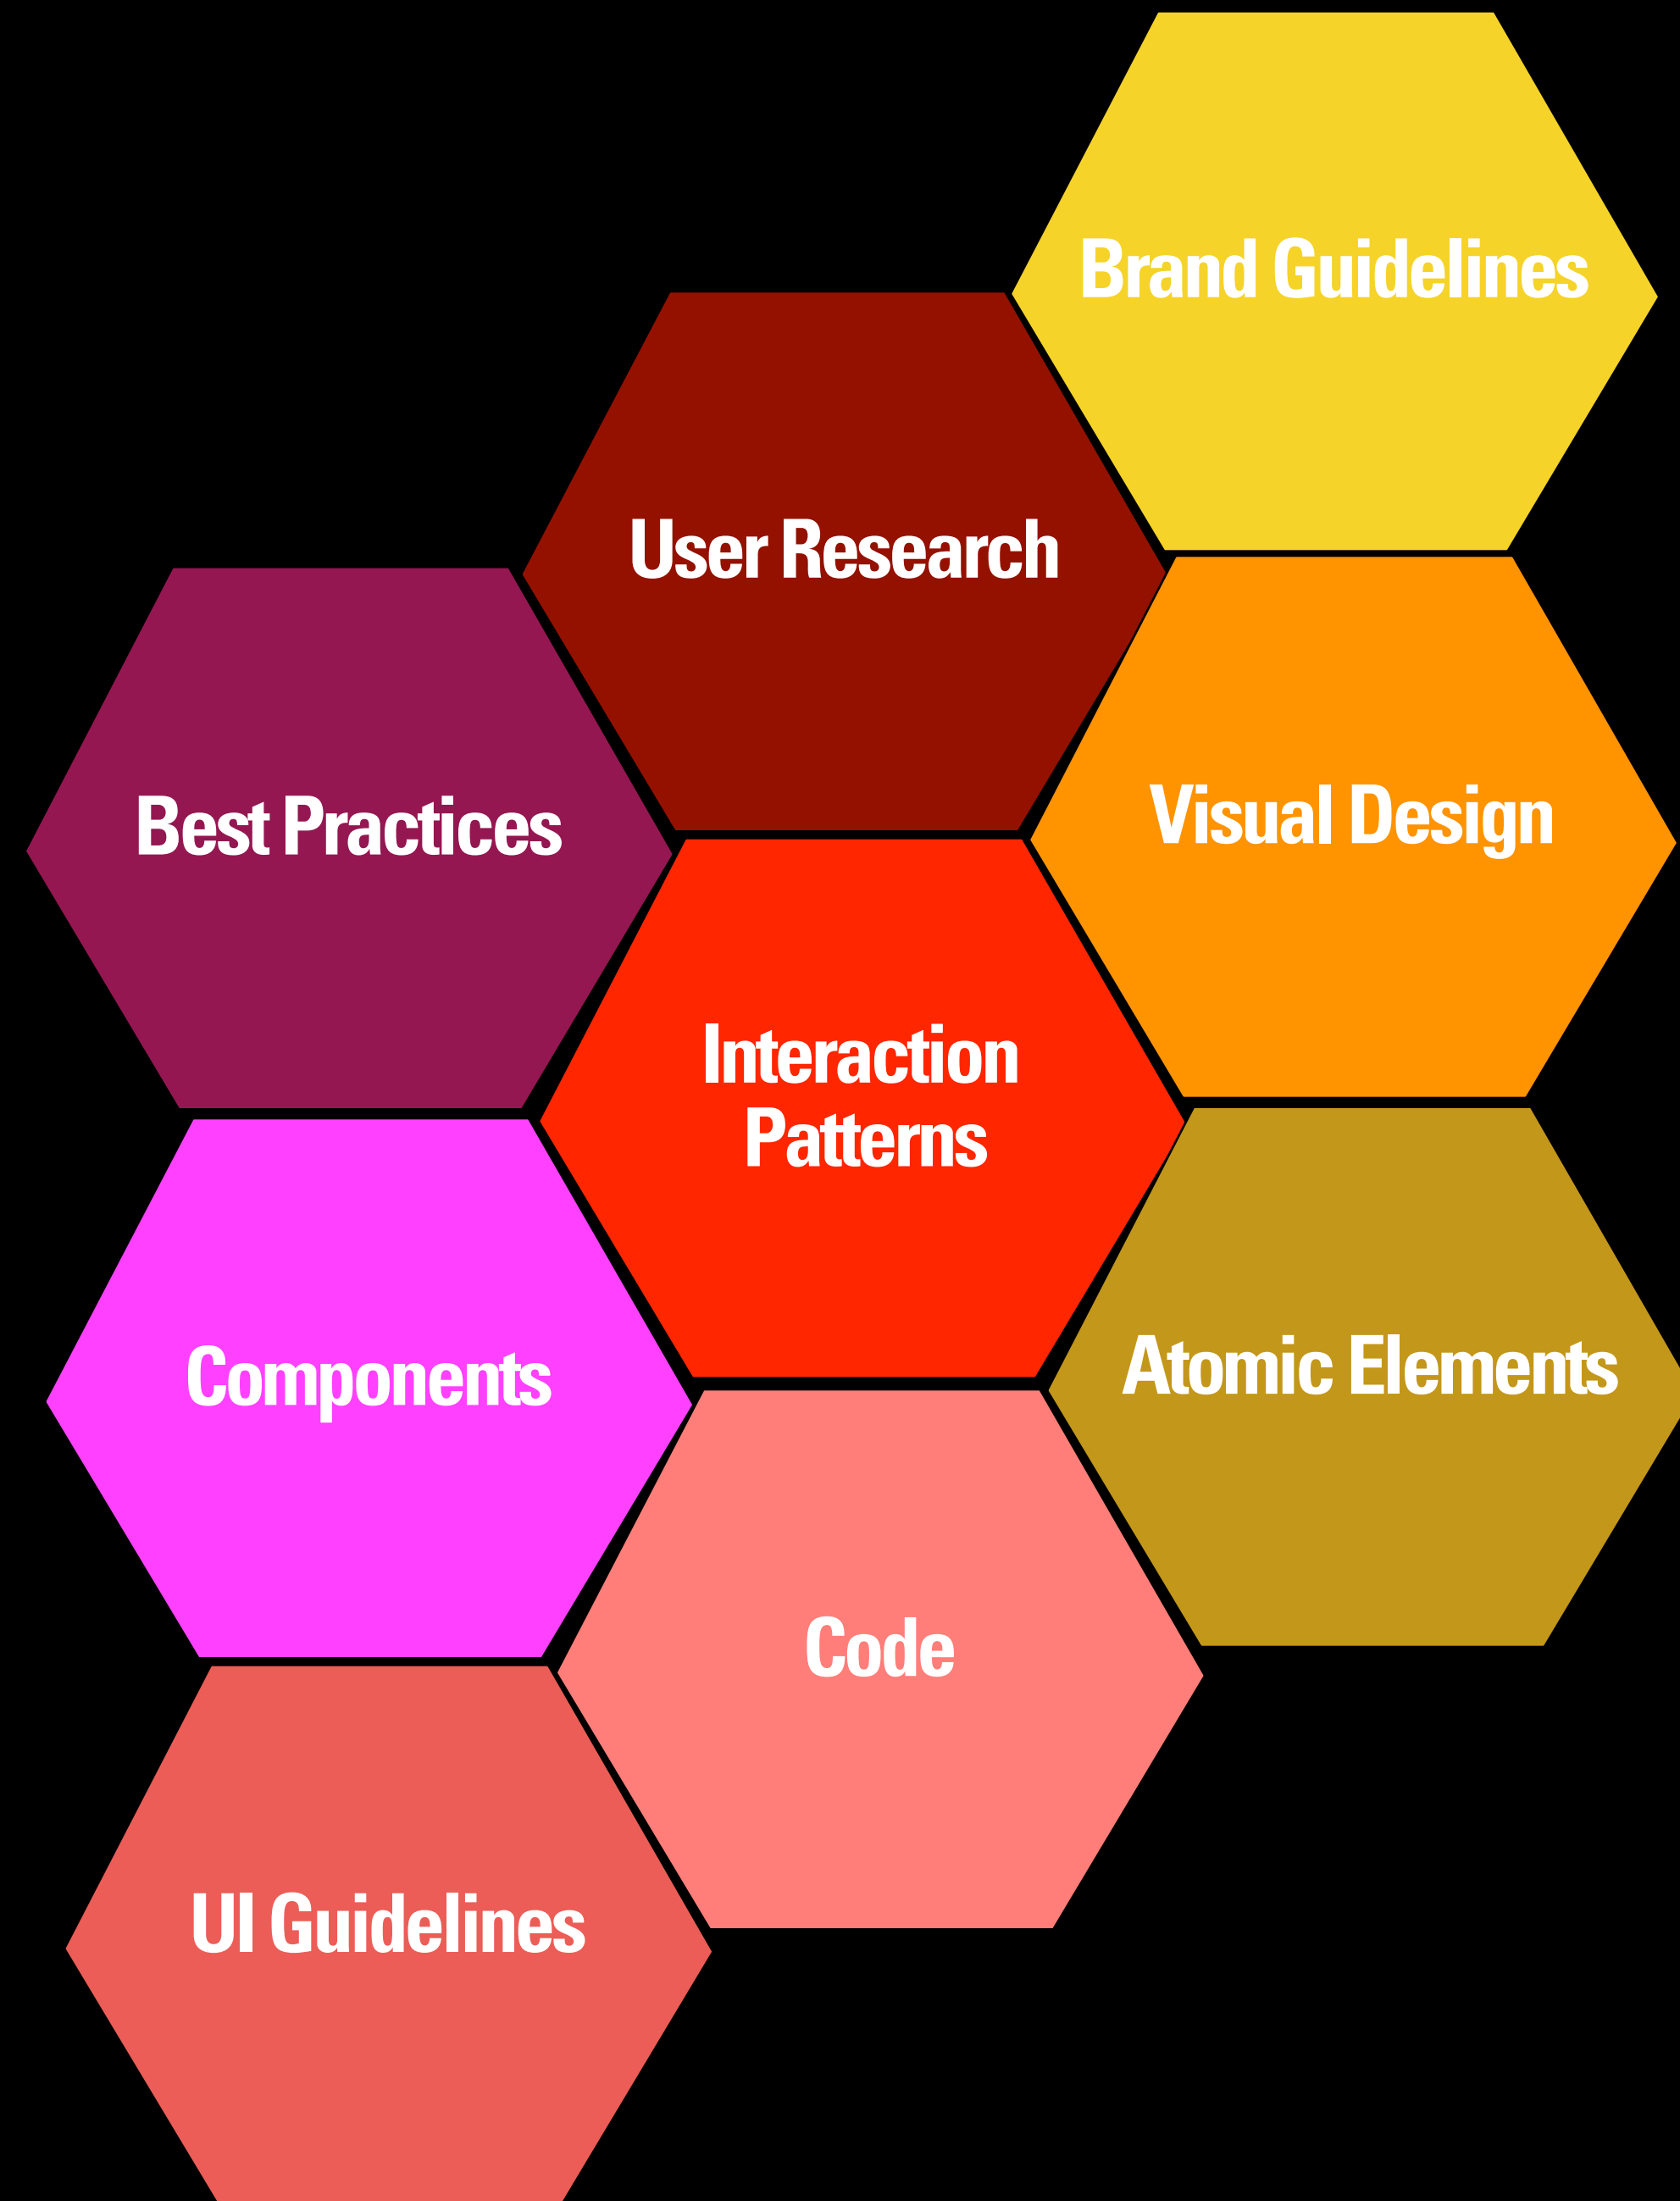 Brand Guidelines
User Research
Best Practices
Visual Design
Interaction
Patterns
Components
Atomic Elements
Code
UI Guidelines